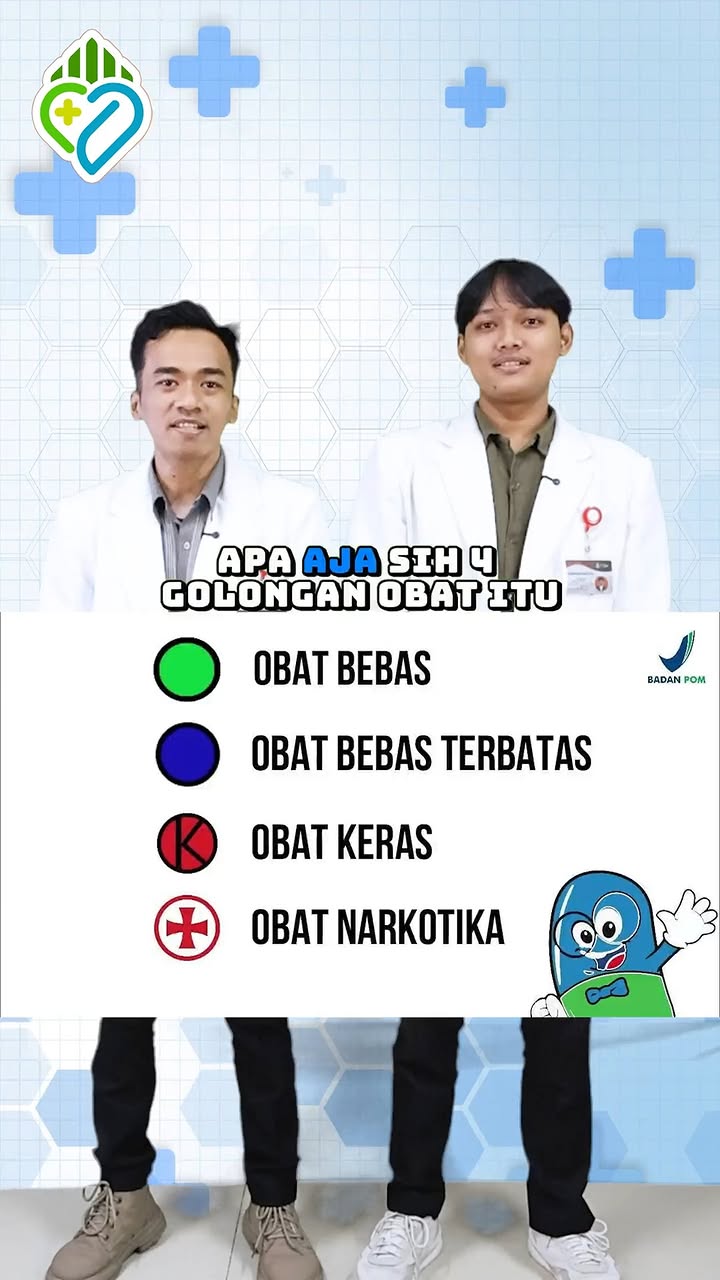 APA AJA SIH 4
GOLONGAN OBAT ITU
OBAT BEBAS
BADAN POM
OBAT BEBAS TERBATAS
K OBAT KERAS
OBAT NARKOTIKA